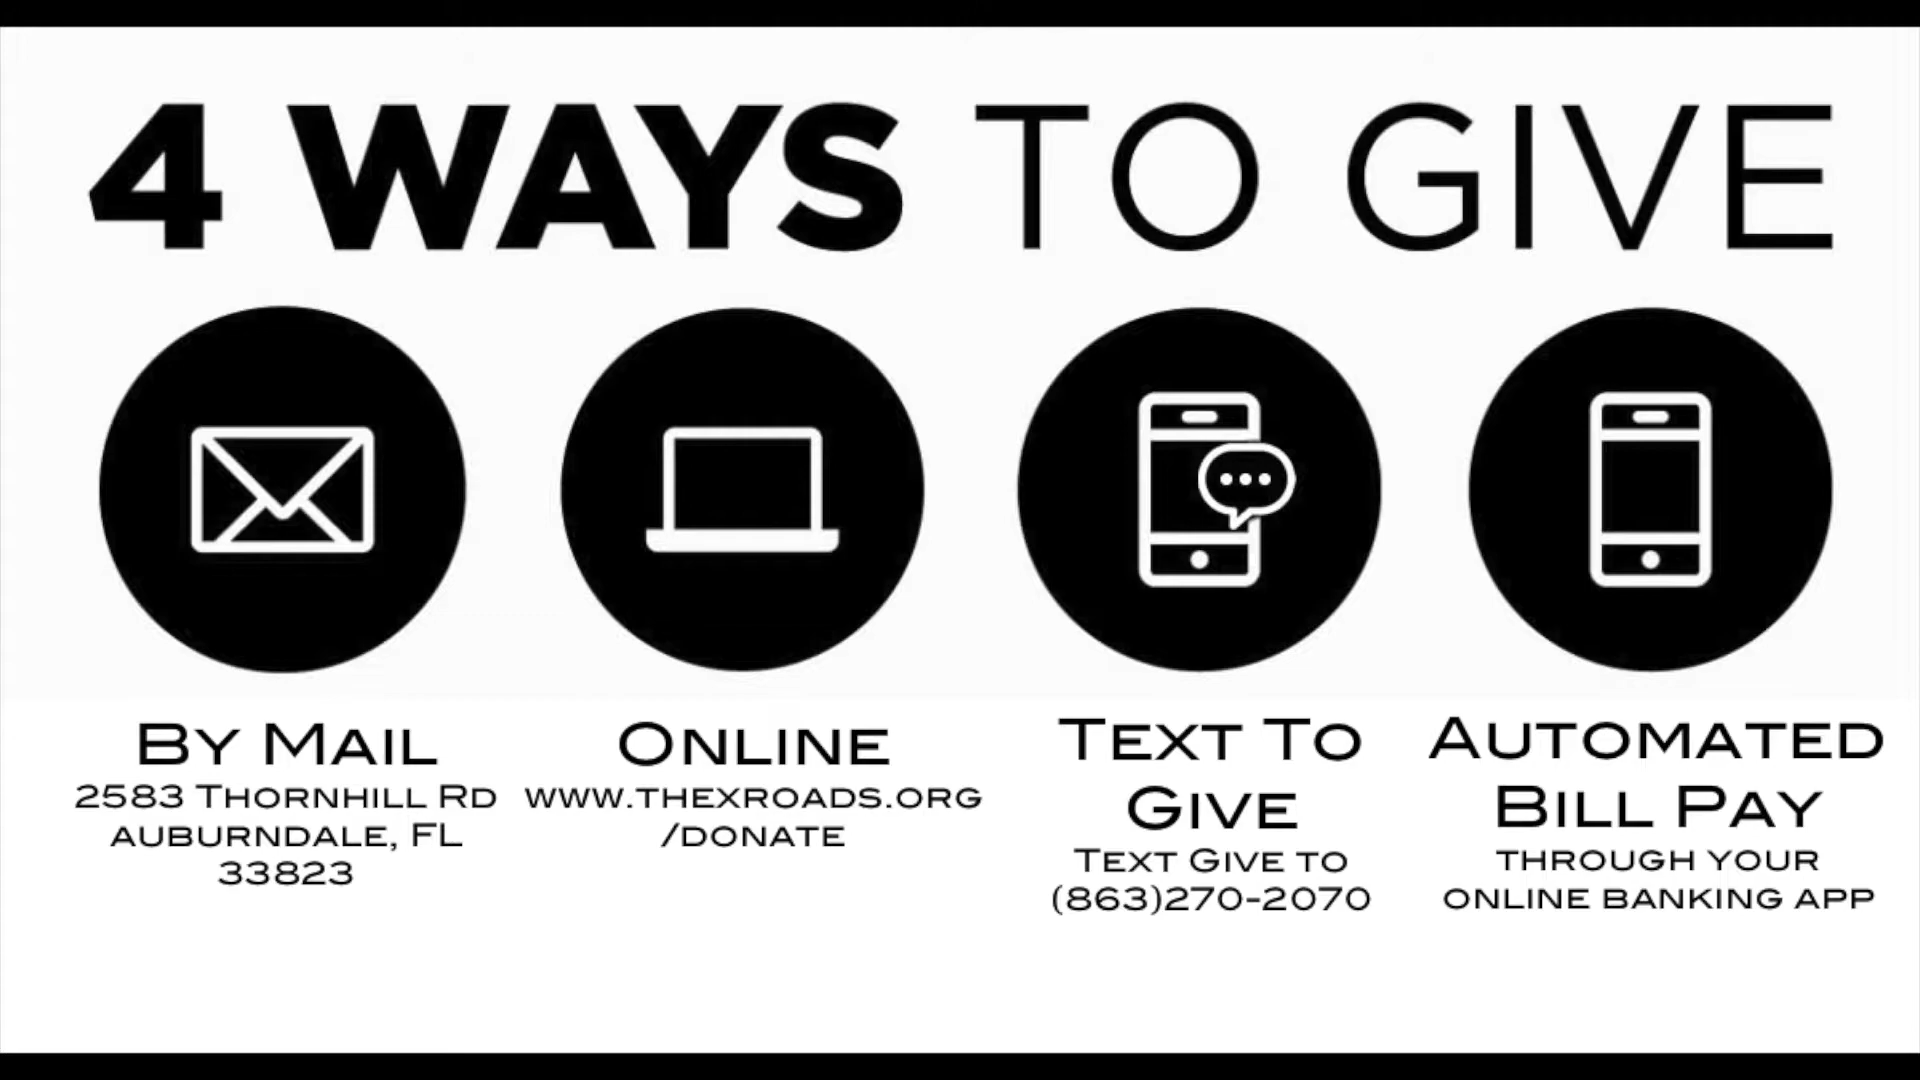 4 WAYS TO GIVE
By Mail
2583 Thornhill Rd
Auburndale, FL
33823
Online
www.thexroads.org
/donate
Text To
Give
Text Give to
(863)270-2070
Automated
Bill Pay
through your
online banking app